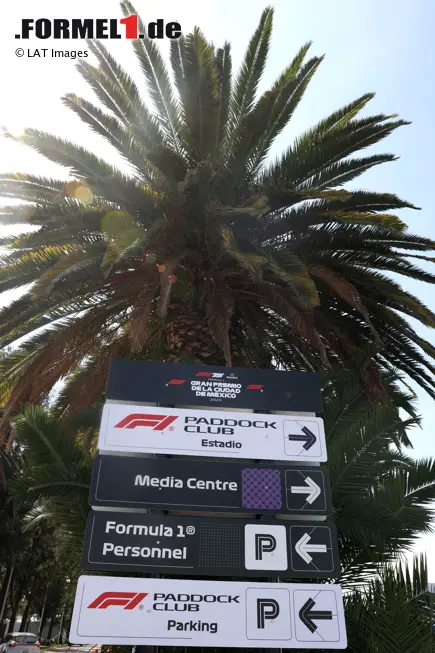 .FORMEL1.de
© LAT Images
GRAN PREMIO
DE LA CIUDAD
DE MÉXICO
F1 PADDOCK
CLUB
Estadio
Media Centre
Formula 1®
Personnel
P
F1 PADDOCK
CLUB
Parking
P